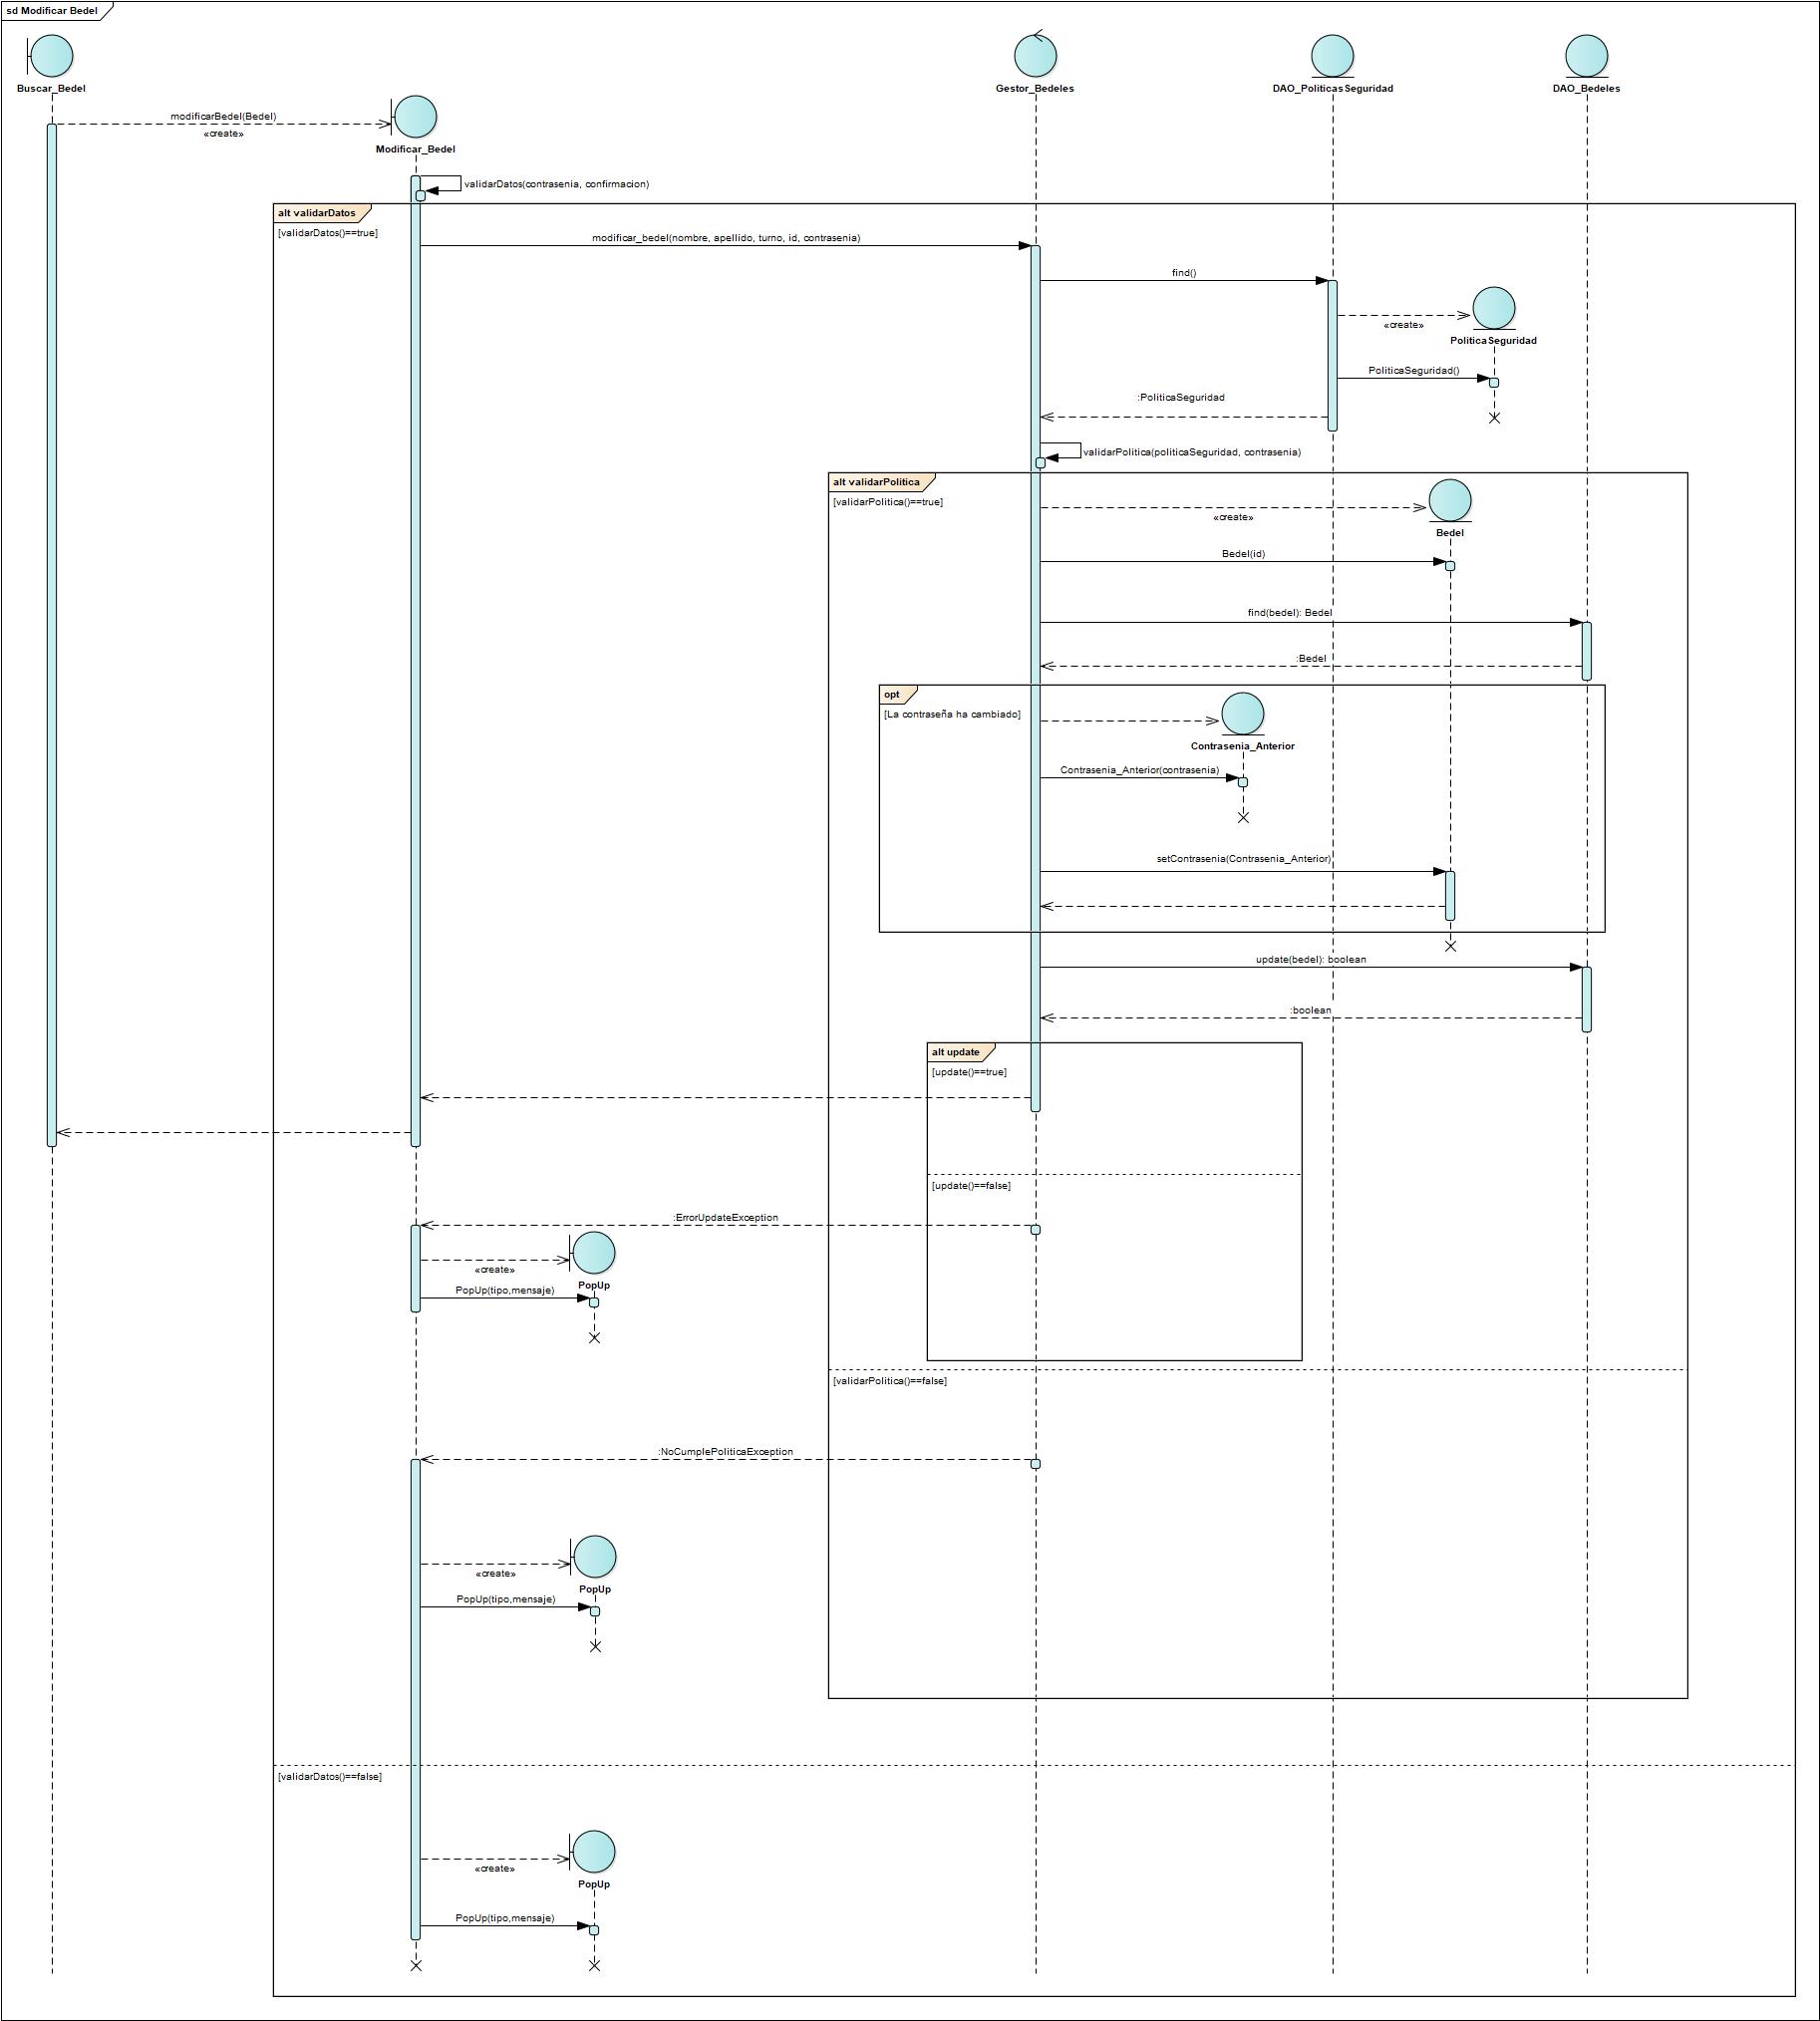 sd Modificar Bedel
Buscar_Bedel
Gestor_Bedeles
DAO_PoliticasSeguridad
DAO_Bedeles
modificarBedel(Bedel)
«create»
Modificar_Bedel
validarDatos(contrasenia, confirmacion)
alt validarDatos
[validarDatos()==true]
modificar_bedel(nombre, apellido, turno, id, contrasenia)
find()
«create»
PoliticaSeguridad
PoliticaSeguridad()
:PoliticaSeguridad
validarPolitica(politicaSeguridad, contrasenia)
alt validarPolitica
[validarPolitica()==true]
«create»
Bedel
Bedel(id)
find(bedel): Bedel
:Bedel
opt
[La contraseña ha cambiado]
Contrasenia_Anterior
Contrasenia_Anterior(contrasenia)
setContrasenia(Contrasenia_Anterior)
update(bedel): boolean
:boolean
alt update
[update()==true]
[update()==false]
:ErrorUpdateException
«create»
PopUp
PopUp(tipo,mensaje)
[validarPolitica()==false]
:NoCumplePoliticaException
«create»
PopUp
PopUp(tipo,mensaje)
[validarDatos()==false]
«create»
PopUp
PopUp(tipo,mensaje)